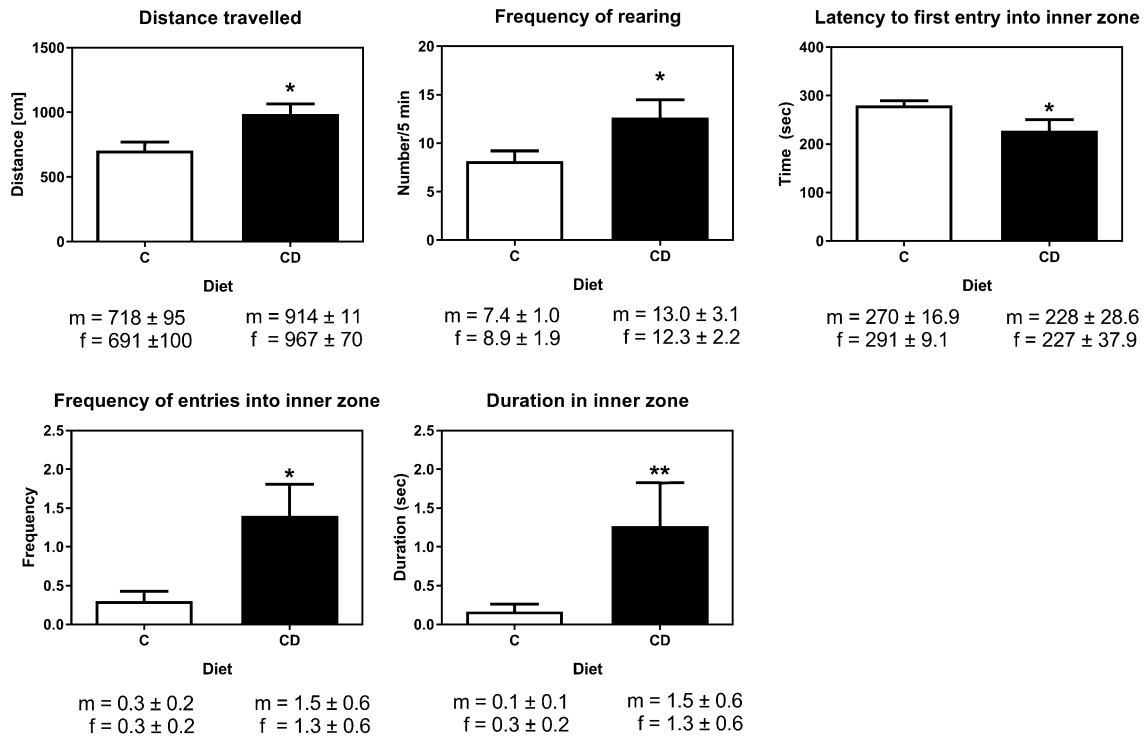 Distance travelled
1500
1000
500
0
Distance [cm]
*
C
CD
Diet
m = 718 ± 95
m = 914 ± 11
f = 691 ±100
f = 967 ± 70
Frequency of rearing
20
15
10
5
0
Number/5 min
*
C
CD
Diet
m = 7.4 ± 1.0
m = 13.0 ± 3.1
f = 8.9 ± 1.9
f = 12.3 ± 2.2
Latency to first entry into inner zone
400
300
200
100
0
Time (sec)
*
C
CD
Diet
m = 270 ± 16.9
m = 228 ± 28.6
f = 291 ± 9.1
f = 227 ± 37.9
Frequency of entries into inner zone
2.5
2.0
1.5
1.0
0.5
0.0
Frequency
*
C
CD
Diet
m = 0.3 ± 0.2
m = 1.5 ± 0.6
f = 0.3 ± 0.2
f = 1.3 ± 0.6
Duration in inner zone
2.5
2.0
1.5
1.0
0.5
0.0
Duration (sec)
**
C
CD
Diet
m = 0.1 ± 0.1
m = 1.5 ± 0.6
f = 0.3 ± 0.2
f = 1.3 ± 0.6